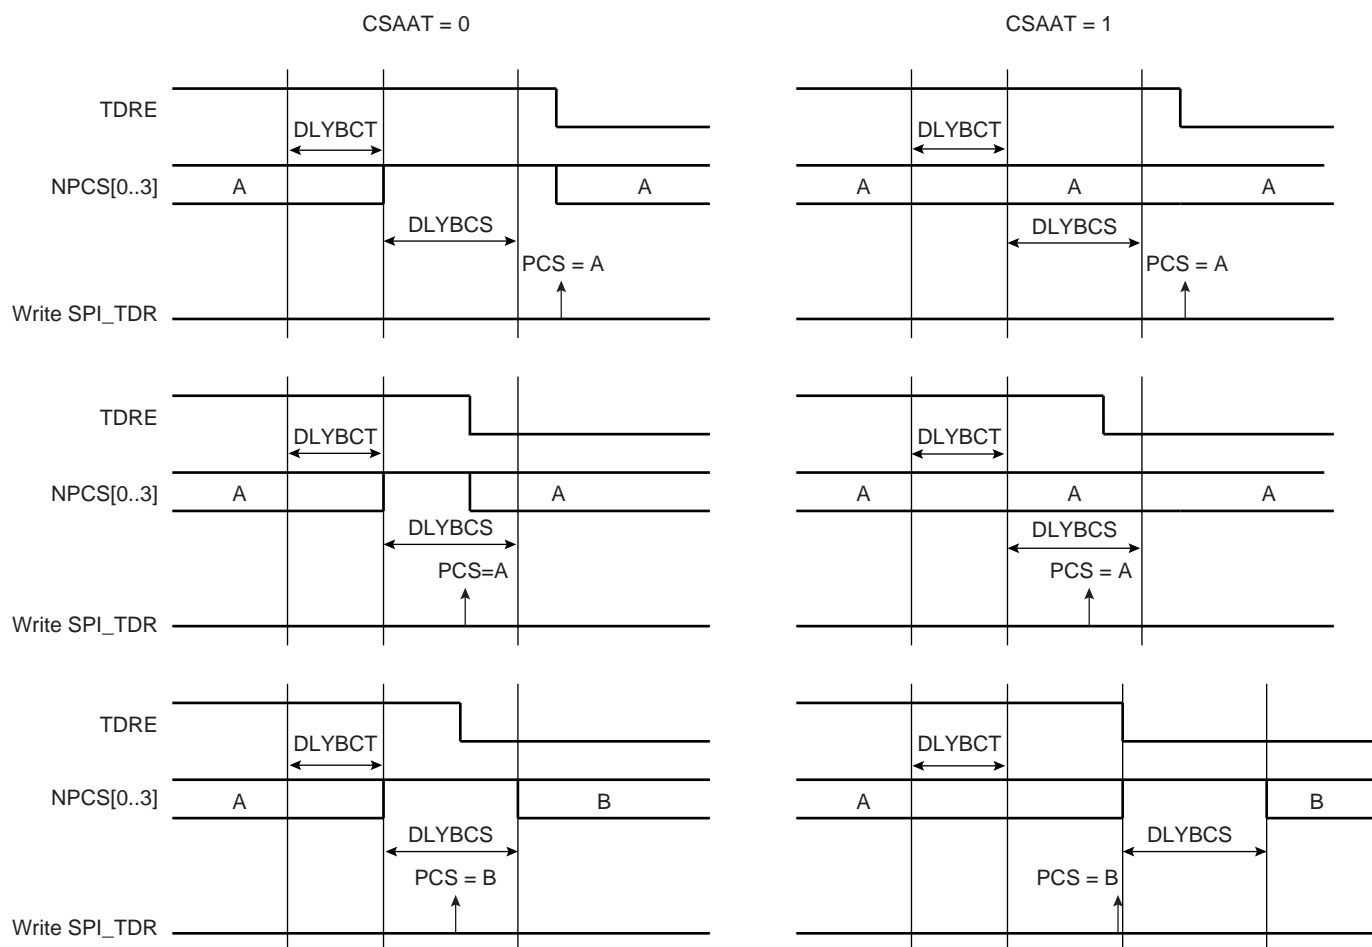 CSAAT = 0
CSAAT = 1
TDRE
DLYBCT
DLYBCT
NPCS[0..3]
A
A
A
A
A
DLYBCS
DLYBCS
PCS = A
PCS = A
Write SPI_TDR
TDRE
DLYBCT
DLYBCT
NPCS[0..3]
A
A
A
A
A
DLYBCS
DLYBCS
PCS=A
PCS = A
Write SPI_TDR
TDRE
DLYBCT
DLYBCT
NPCS[0..3]
A
B
A
B
DLYBCS
DLYBCS
PCS = B
PCS = B
Write SPI_TDR